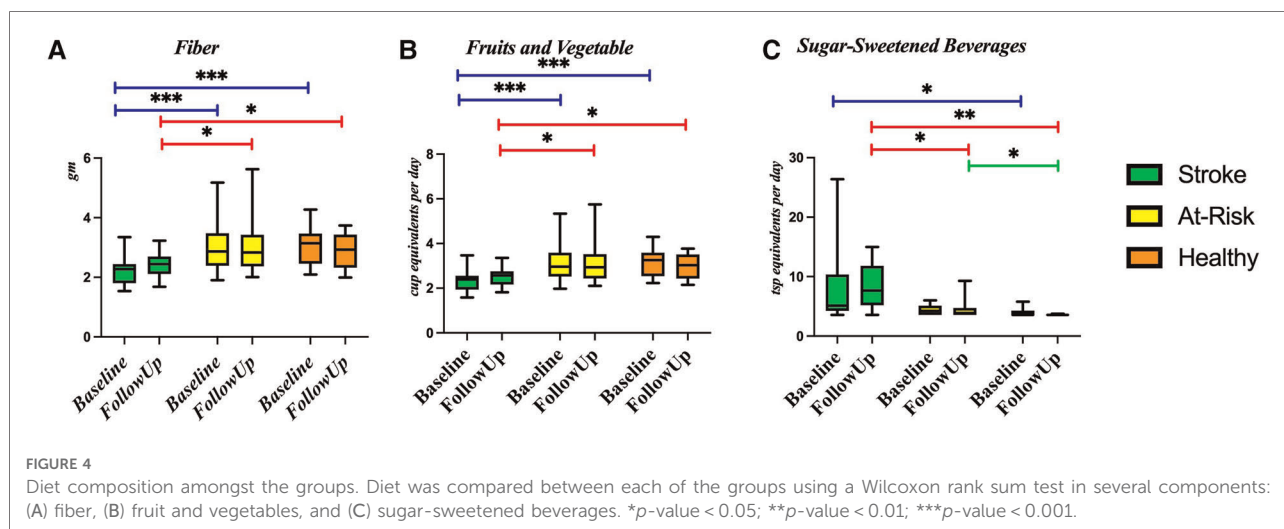 A
Fiber
***
***
*
*
gm
6
4
2
0
Baseline
FollowUp
Baseline
FollowUp
Baseline
FollowUp
B
Fruits and Vegetable
***
***
*
*
cup equivalents per day
8
6
4
2
0
Baseline
FollowUp
Baseline
FollowUp
Baseline
FollowUp
C
Sugar-Sweetened Beverages
*
**
*
*
tsp equivalents per day
30
20
10
0
Baseline
FollowUp
Baseline
FollowUp
Baseline
FollowUp
Stroke
At-Risk
Healthy
FIGURE 4
Diet composition amongst the groups. Diet was compared between each of the groups using a Wilcoxon rank sum test in several components:
(A) fiber, (B) fruit and vegetables, and (C) sugar-sweetened beverages. *p-value < 0.05; **p-value < 0.01; ***p-value < 0.001.